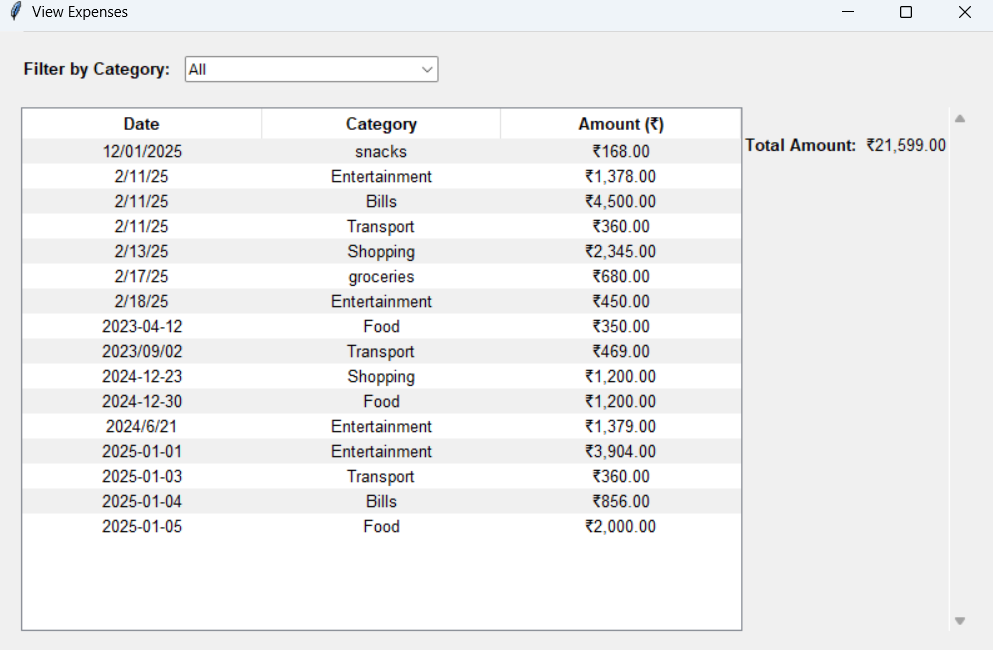 View Expenses
Filter by Category: All
Date Category Amount (₹)
12/01/2025 snacks ₹168.00
2/11/25 Entertainment ₹1,378.00
2/11/25 Bills ₹4,500.00
2/11/25 Transport ₹360.00
2/13/25 Shopping ₹2,345.00
2/17/25 groceries ₹680.00
2/18/25 Entertainment ₹450.00
2023-04-12 Food ₹350.00
2023/09/02 Transport ₹469.00
2024-12-23 Shopping ₹1,200.00
2024-12-30 Food ₹1,200.00
2024/6/21 Entertainment ₹1,379.00
2025-01-01 Entertainment ₹3,904.00
2025-01-03 Transport ₹360.00
2025-01-04 Bills ₹856.00
2025-01-05 Food ₹2,000.00
Total Amount: ₹21,599.00